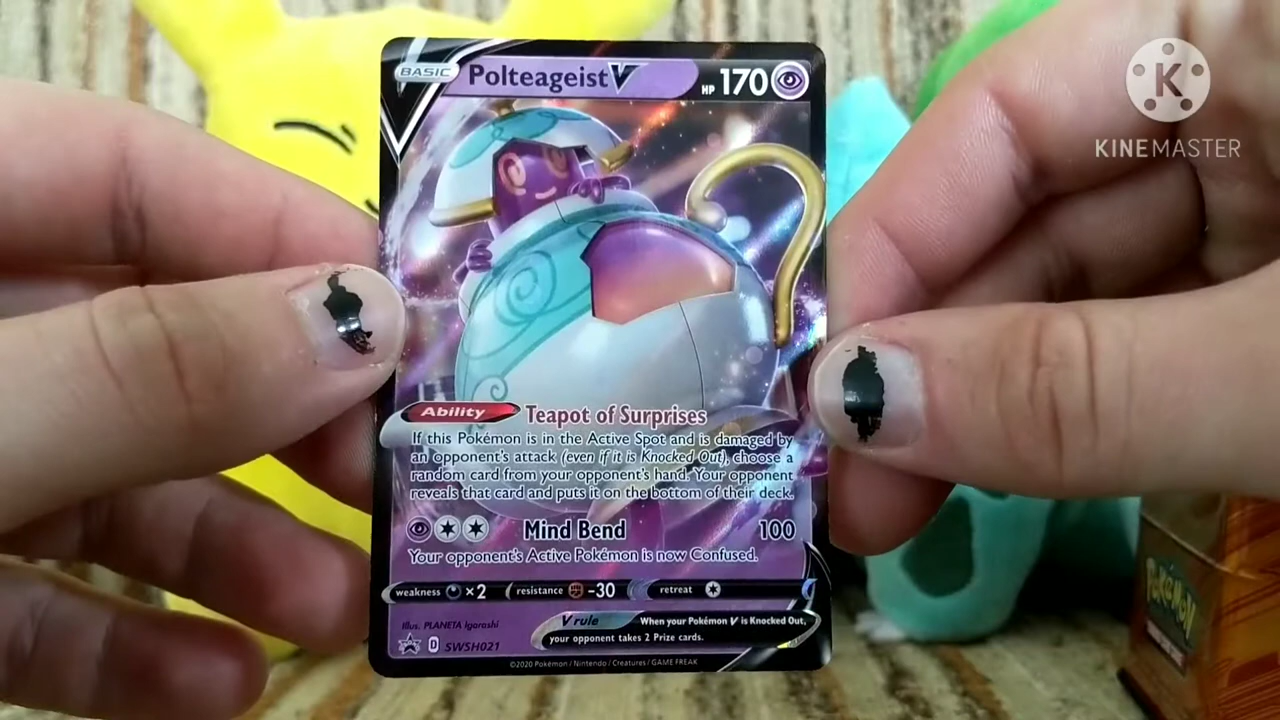 BASIC Polteageist V HP 170
K
KINEMASTER
Ability Teapot of Surprises
If this Pokémon is in the Active Spot and is damaged by
an opponent's attack (even if it is Knocked Out), choose a
random card from your opponent's hand. Your opponent
reveals that card and puts it on the bottom of their deck.
Mind Bend 100
Your opponent's Active Pokémon is now Confused.
weakness ×2 resistance -30 retreat
V rule When your Pokémon V is Knocked Out,
your opponent takes 2 Prize cards.
Illus. PLANETA Igarashi
D SWSH021
©2020 Pokémon / Nintendo / Creatures / GAME FREAK
POKéMON